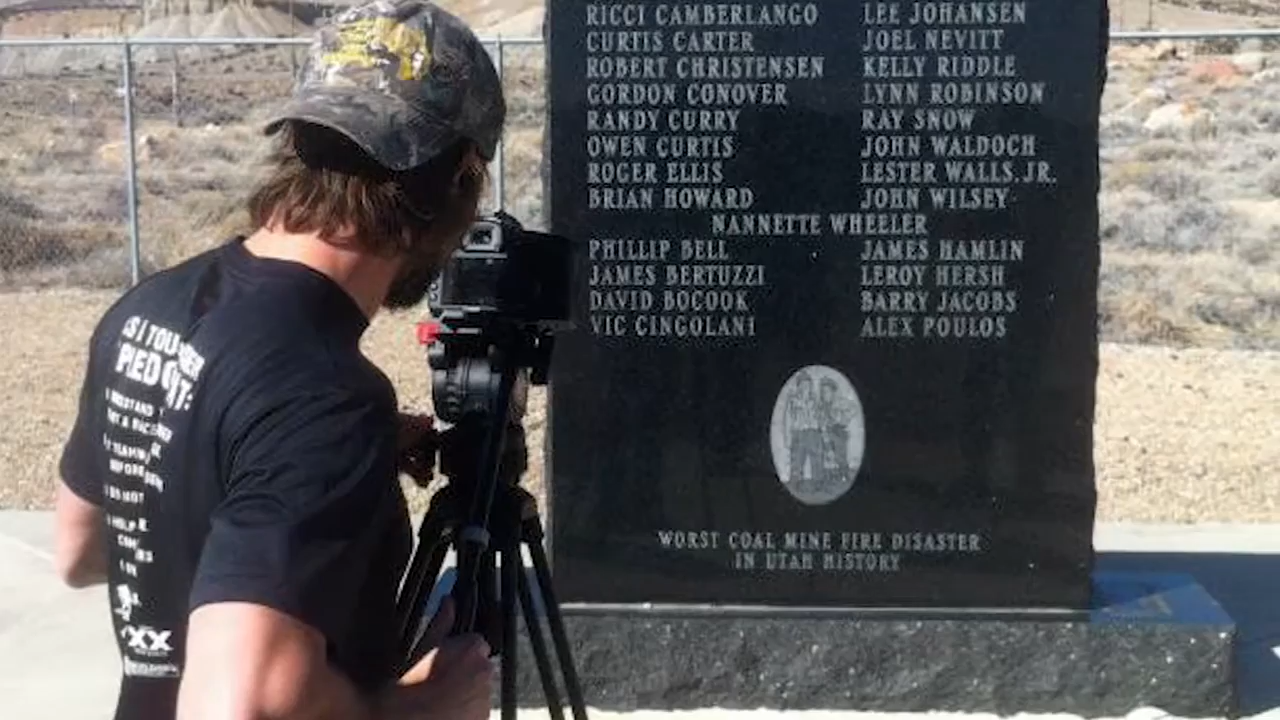 RICCI CAMBERLANGO LEE JOHANSEN
CURTIS CARTER JOEL NEVITT
ROBERT CHRISTENSEN KELLY RIDDLE
GORDON CONOVER LYNN ROBINSON
RANDY CURRY RAY SNOW
OWEN CURTIS JOHN WALDOCH
ROGER ELLIS LESTER WALLS, JR.
BRIAN HOWARD JOHN WILSEY
NANNETTE WHEELER
PHILLIP BELL JAMES HAMLIN
JAMES BERTUZZI LEROY HERSH
DAVID BOCOOK BARRY JACOBS
VIC CINGOLANI ALEX POULOS
WORST COAL MINE FIRE DISASTER
IN UTAH HISTORY